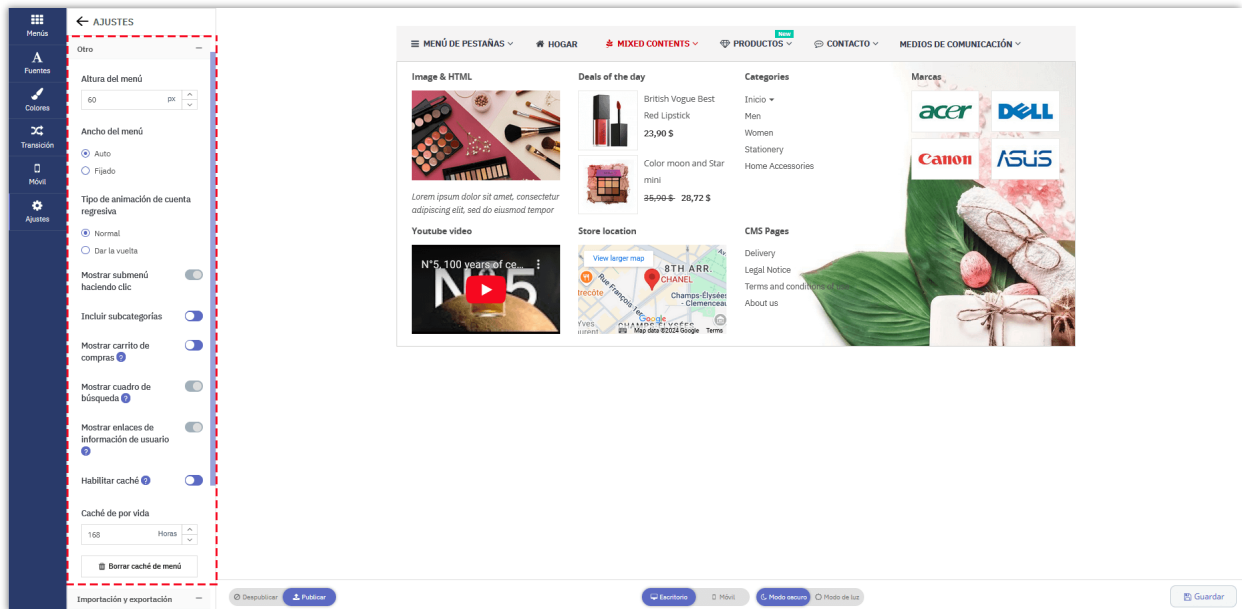 Menús
Fuentes
Colores
Transición
Móvil
Ajustes
AJUSTES
Otro
Altura del menú
60 px
Ancho del menú
Auto
Fijado
Tipo de animación de cuenta
regresiva
Normal
Dar la vuelta
Mostrar submenú
haciendo clic
Incluir subcategorías
Mostrar carrito de
compras ?
Mostrar cuadro de
búsqueda ?
Mostrar enlaces de
información de usuario
?
Habilitar caché ?
Caché de por vida
168 Horas
Borrar caché de menú
Importación y exportación
New
MENÚ DE PESTAÑAS HOGAR MIXED CONTENTS PRODUCTOS CONTACTO MEDIOS DE COMUNICACIÓN
Image & HTML
Lorem ipsum dolor sit amet, consectetur
adipiscing elit, sed do eiusmod tempor
Deals of the day
British Vogue Best
Red Lipstick
23,90 $
Color moon and Star
mini
35,90 $ 28,72 $
Categories
Inicio
Men
Women
Stationery
Home Accessories
Marcas
acer DELL
Canon ASUS
Youtube video
N°5, 100 years of ce...
N°5
Store location
View larger map
8TH ARR.
CHANEL
Rue François
trecôte
Champs-Élysées
- Clemenceau
Yves
CHAMPS-ELYSÉES
Google
Map data ©2024 Google Terms
CMS Pages
Delivery
Legal Notice
Terms and conditions of use
About us
Despublicar Publicar
Escritorio Móvil
Modo oscuro Modo de luz
Guardar